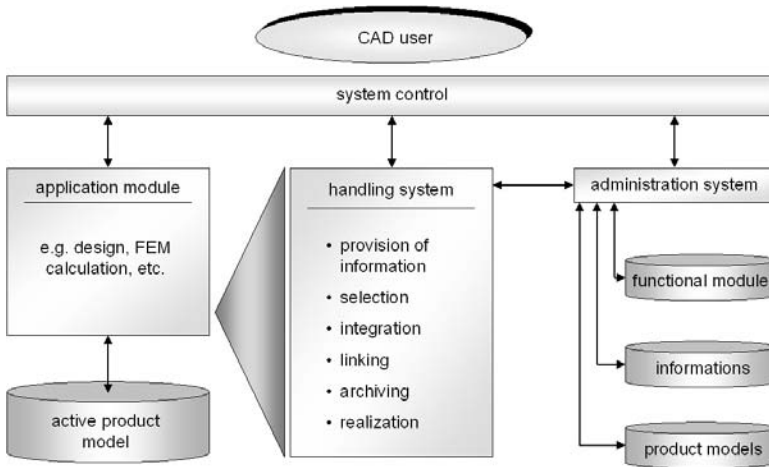 CAD user
system control
application module
e.g. design, FEM
calculation, etc.
active product
model
handling system
• provision of
information
• selection
• integration
• linking
• archiving
• realization
administration system
functional module
informations
product models